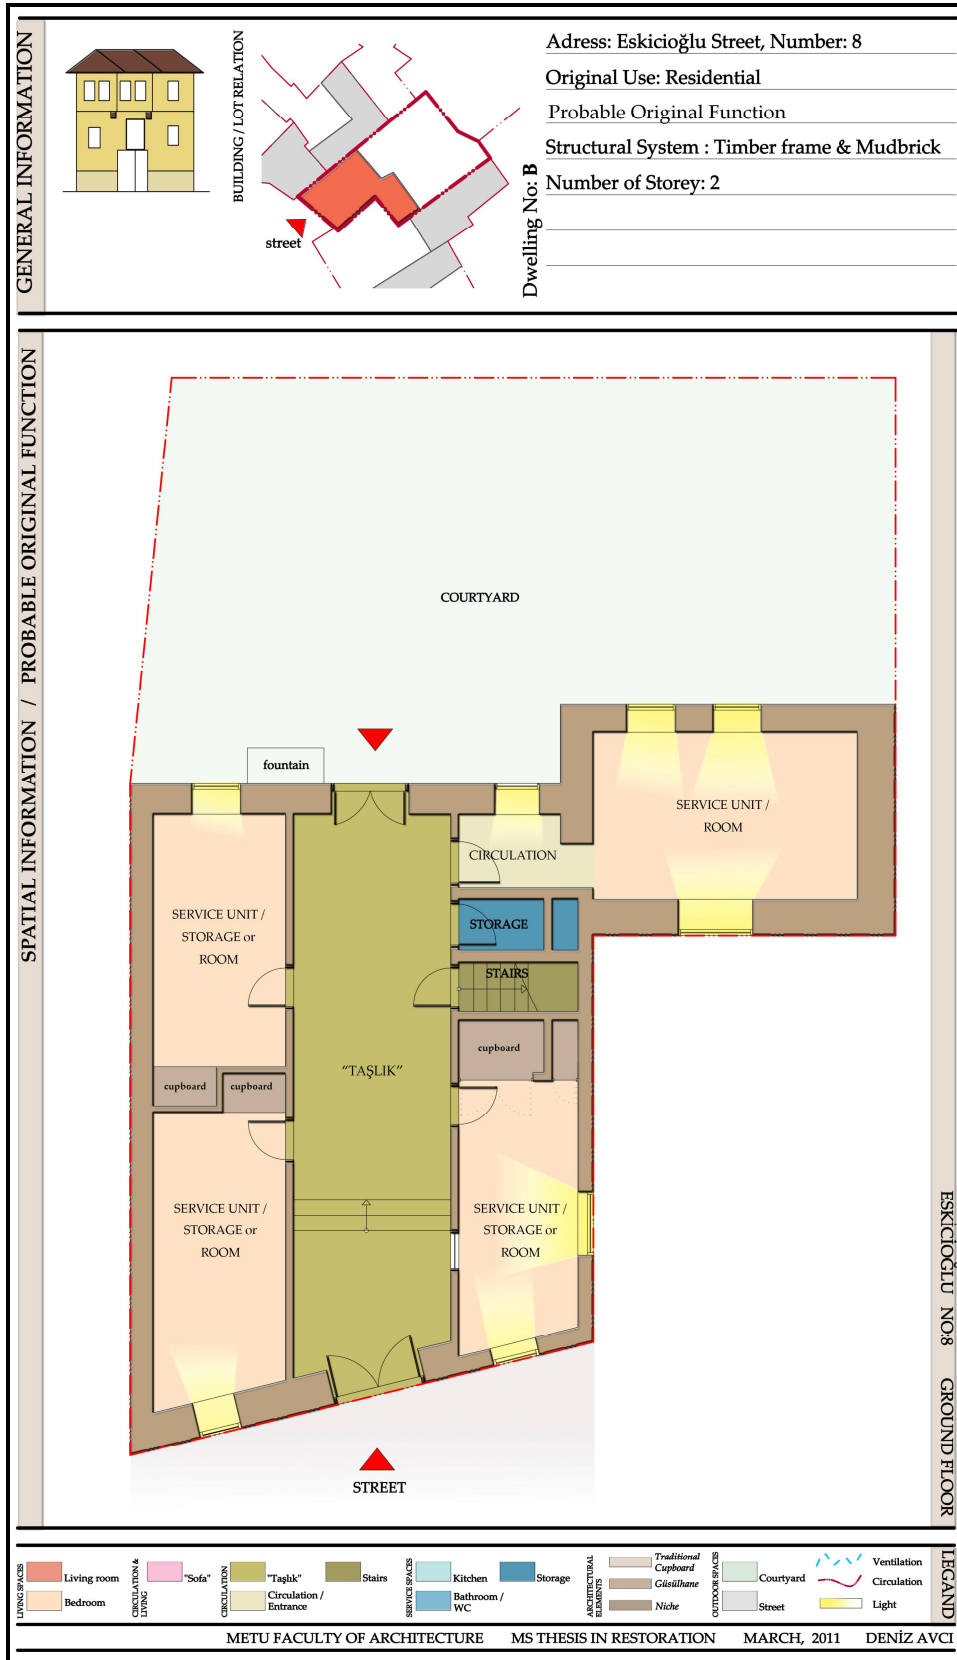 GENERAL INFORMATION
BUILDING / LOT RELATION
street
Dwelling No: B
Adress: Eskicioğlu Street, Number: 8
Original Use: Residential
Probable Original Function
Structural System : Timber frame & Mudbrick
Number of Storey: 2
SPATIAL INFORMATION / PROBABLE ORIGINAL FUNCTION
COURTYARD
fountain
SERVICE UNIT /
ROOM
CIRCULATION
SERVICE UNIT /
STORAGE or
ROOM
STORAGE
STAIRS
cupboard
"TAŞLIK"
cupboard
cupboard
SERVICE UNIT /
STORAGE or
ROOM
SERVICE UNIT /
STORAGE or
ROOM
STREET
ESKİCİOĞLU NO:8 GROUND FLOOR
LIVING SPACES
Living room
Bedroom
CIRCULATION &
LIVING
"Sofa"
CIRCULATION
"Taşlık"
Circulation /
Entrance
Stairs
SERVICE SPACES
Kitchen
Bathroom /
WC
Storage
ARCHITECTURAL
ELEMENTS
Traditional
Cupboard
Güsülhane
Niche
OUTDOOR SPACES
Courtyard
Street
Ventilation
Circulation
Light
LEGAND
METU FACULTY OF ARCHITECTURE MS THESIS IN RESTORATION MARCH, 2011 DENİZ AVCI